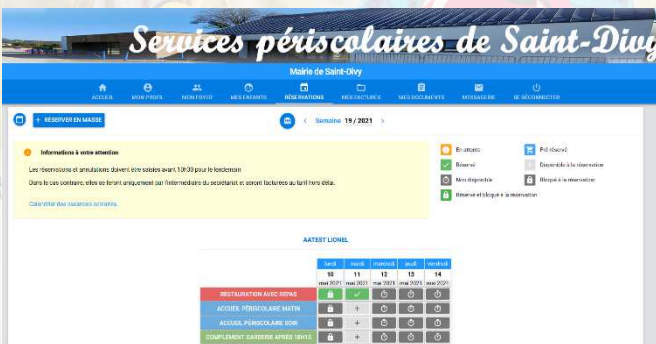 Services périscolaires de Saint-Divy
Mairie de Saint-Divy
ACCUEIL MON PROFIL MON FOYER MES ENFANTS RÉSERVATIONS MES FACTURES MES DOCUMENTS MESSAGERIE SE DÉCONNECTER
+ RÉSERVER EN MASSE
< Semaine 19 / 2021 >
Informations à votre attention
Les réservations et annulations doivent être saisies avant 10h30 pour le lendemain
Dans le cas contraire, elles se feront uniquement par l'intermédiaire du secrétariat et seront facturées au tarif hors délai.
Calendrier des vacances scolaires
En attente Pré réservé
Réservé Disponible à la réservation
Non disponible Bloqué à la réservation
Réservé et bloqué à la réservation
AATEST LIONEL
lundi mardi mercredi jeudi vendredi
10 11 12 13 14
mai 2021 mai 2021 mai 2021 mai 2021 mai 2021
RESTAURATION AVEC REPAS
ACCUEIL PÉRISCOLAIRE MATIN +
ACCUEIL PÉRISCOLAIRE SOIR +
COMPLEMENT GARDERIE APRÈS 18H15 +